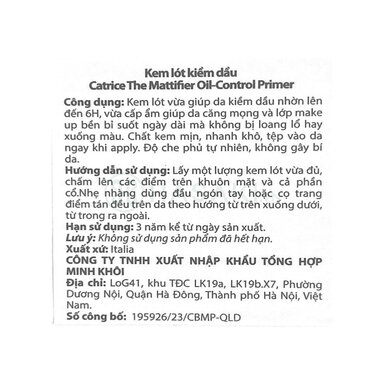 Kem lót kiềm dầu
Catrice The Mattifier Oil-Control Primer
Công dụng: Kem lót vừa giúp da kiềm dầu nhờn lên
đến 6H, vừa cấp ẩm giúp da căng mọng và lớp make
up bền bỉ suốt ngày dài mà không bị loang lổ hay
xuống màu. Chất kem mịn, nhanh khô, tệp vào da
ngay khi apply. Độ che phủ tự nhiên, không gây bí
da.
Hướng dẫn sử dụng: Lấy một lượng kem lót vừa đủ,
chấm lên các điểm trên khuôn mặt và cả phần
cổ.Nhẹ nhàng dùng đầu ngón tay hoặc cọ trang
điểm tán đều trên da theo hướng từ trên xuống dưới,
từ trong ra ngoài.
Hạn sử dụng: 3 năm kể từ ngày sản xuất.
Lưu ý: Không sử dụng sản phẩm đã hết hạn.
Xuất xứ: Italia
CÔNG TY TNHH XUẤT NHẬP KHẨU TỔNG HỢP
MINH KHÔI
Địa chỉ: LoG41, khu TĐC LK19a, LK19b.X7, Phường
Dương Nội, Quận Hà Đông, Thành phố Hà Nội, Việt
Nam.
Số công bố: 195926/23/CBMP-QLD